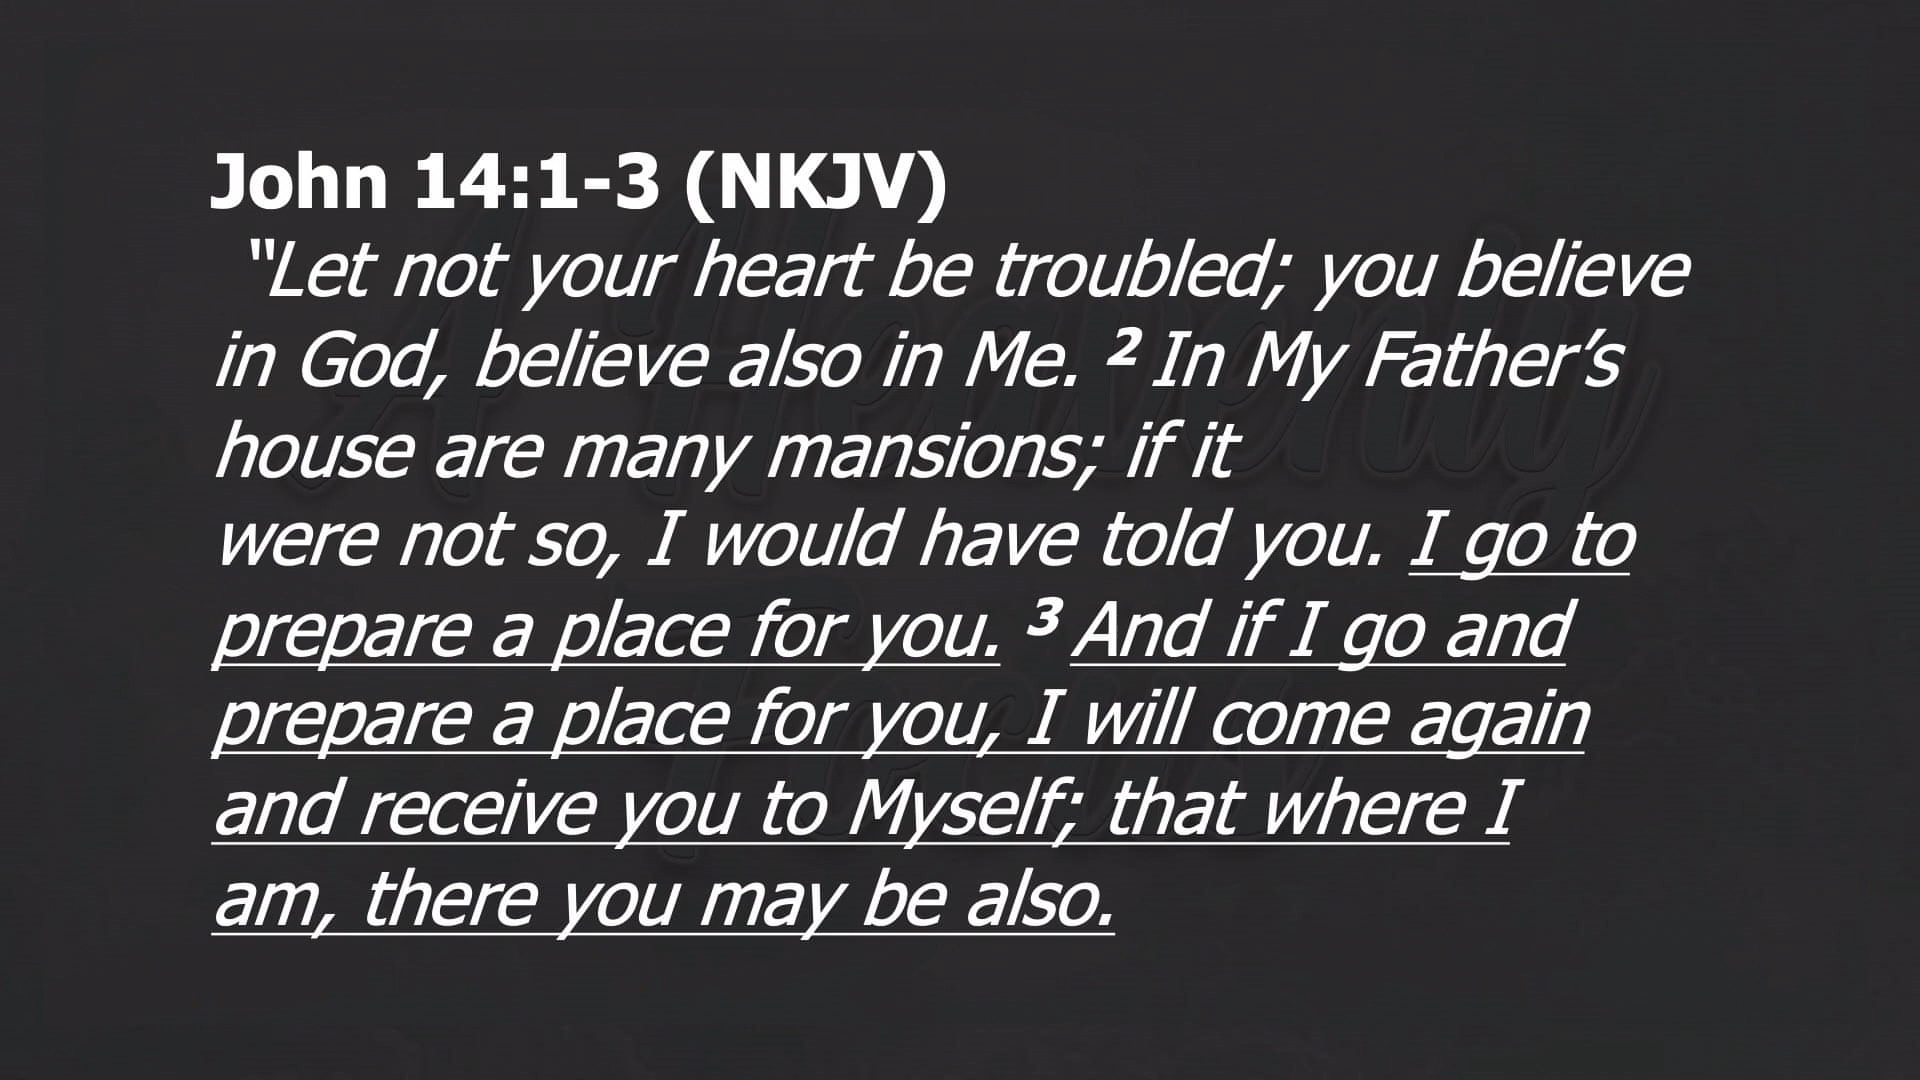 John 14:1-3 (NKJV)
“Let not your heart be troubled; you believe
in God, believe also in Me. 2 In My Father’s
house are many mansions; if it
were not so, I would have told you. I go to
prepare a place for you. 3 And if I go and
prepare a place for you, I will come again
and receive you to Myself; that where I
am, there you may be also.
A Heavenly
Focus